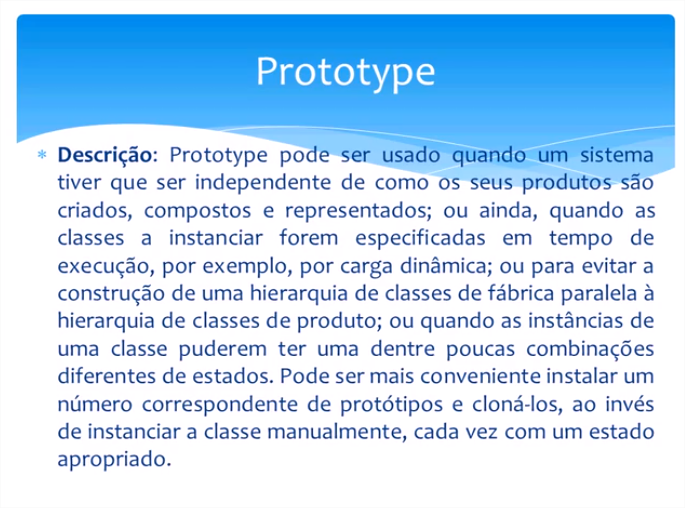 Prototype
* Descrição: Prototype pode ser usado quando um sistema
tiver que ser independente de como os seus produtos são
criados, compostos e representados; ou ainda, quando as
classes a instanciar forem especificadas em tempo de
execução, por exemplo, por carga dinâmica; ou para evitar a
construção de uma hierarquia de classes de fábrica paralela à
hierarquia de classes de produto; ou quando as instâncias de
uma classe puderem ter uma dentre poucas combinações
diferentes de estados. Pode ser mais conveniente instalar um
número correspondente de protótipos e cloná-los, ao invés
de instanciar a classe manualmente, cada vez com um estado
apropriado.